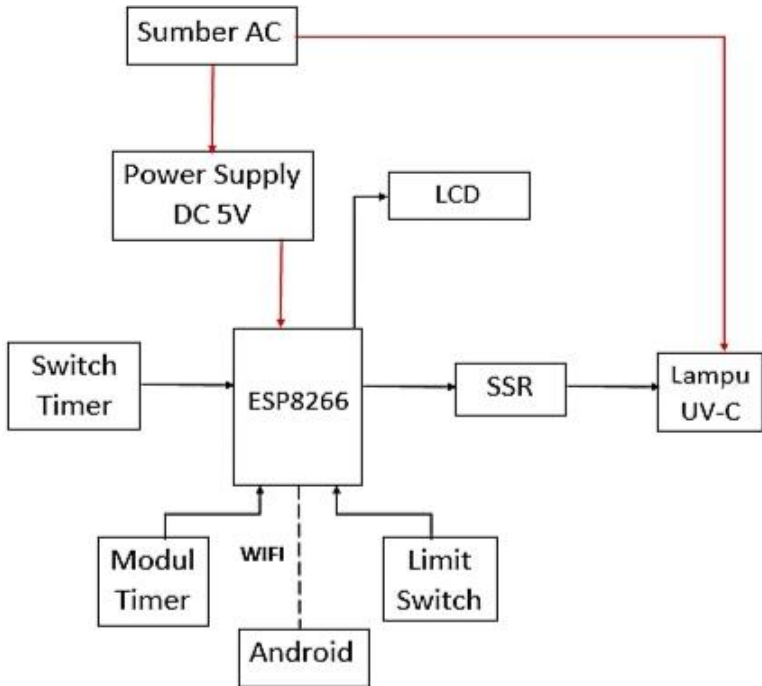 Sumber AC
Power Supply
DC 5V
LCD
Switch
Timer
ESP8266
SSR
Lampu
UV-C
Modul
Timer
WIFI
Limit
Switch
Android